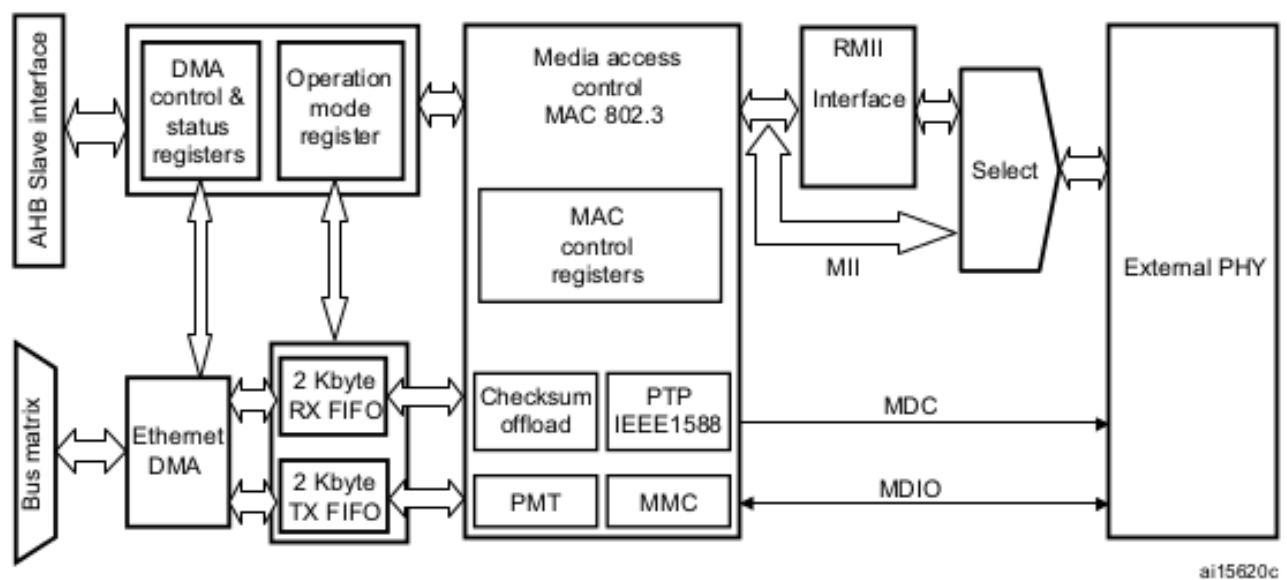 AHB Slave interface
DMA
control &
status
registers
Operation
mode
register
Media access
control
MAC 802.3
RMII
Interface
Select
External PHY
MAC
control
registers
MII
Bus matrix
Ethernet
DMA
2 Kbyte
RX FIFO
2 Kbyte
TX FIFO
Checksum
offload
PTP
IEEE1588
PMT
MMC
MDC
MDIO
ai15620c